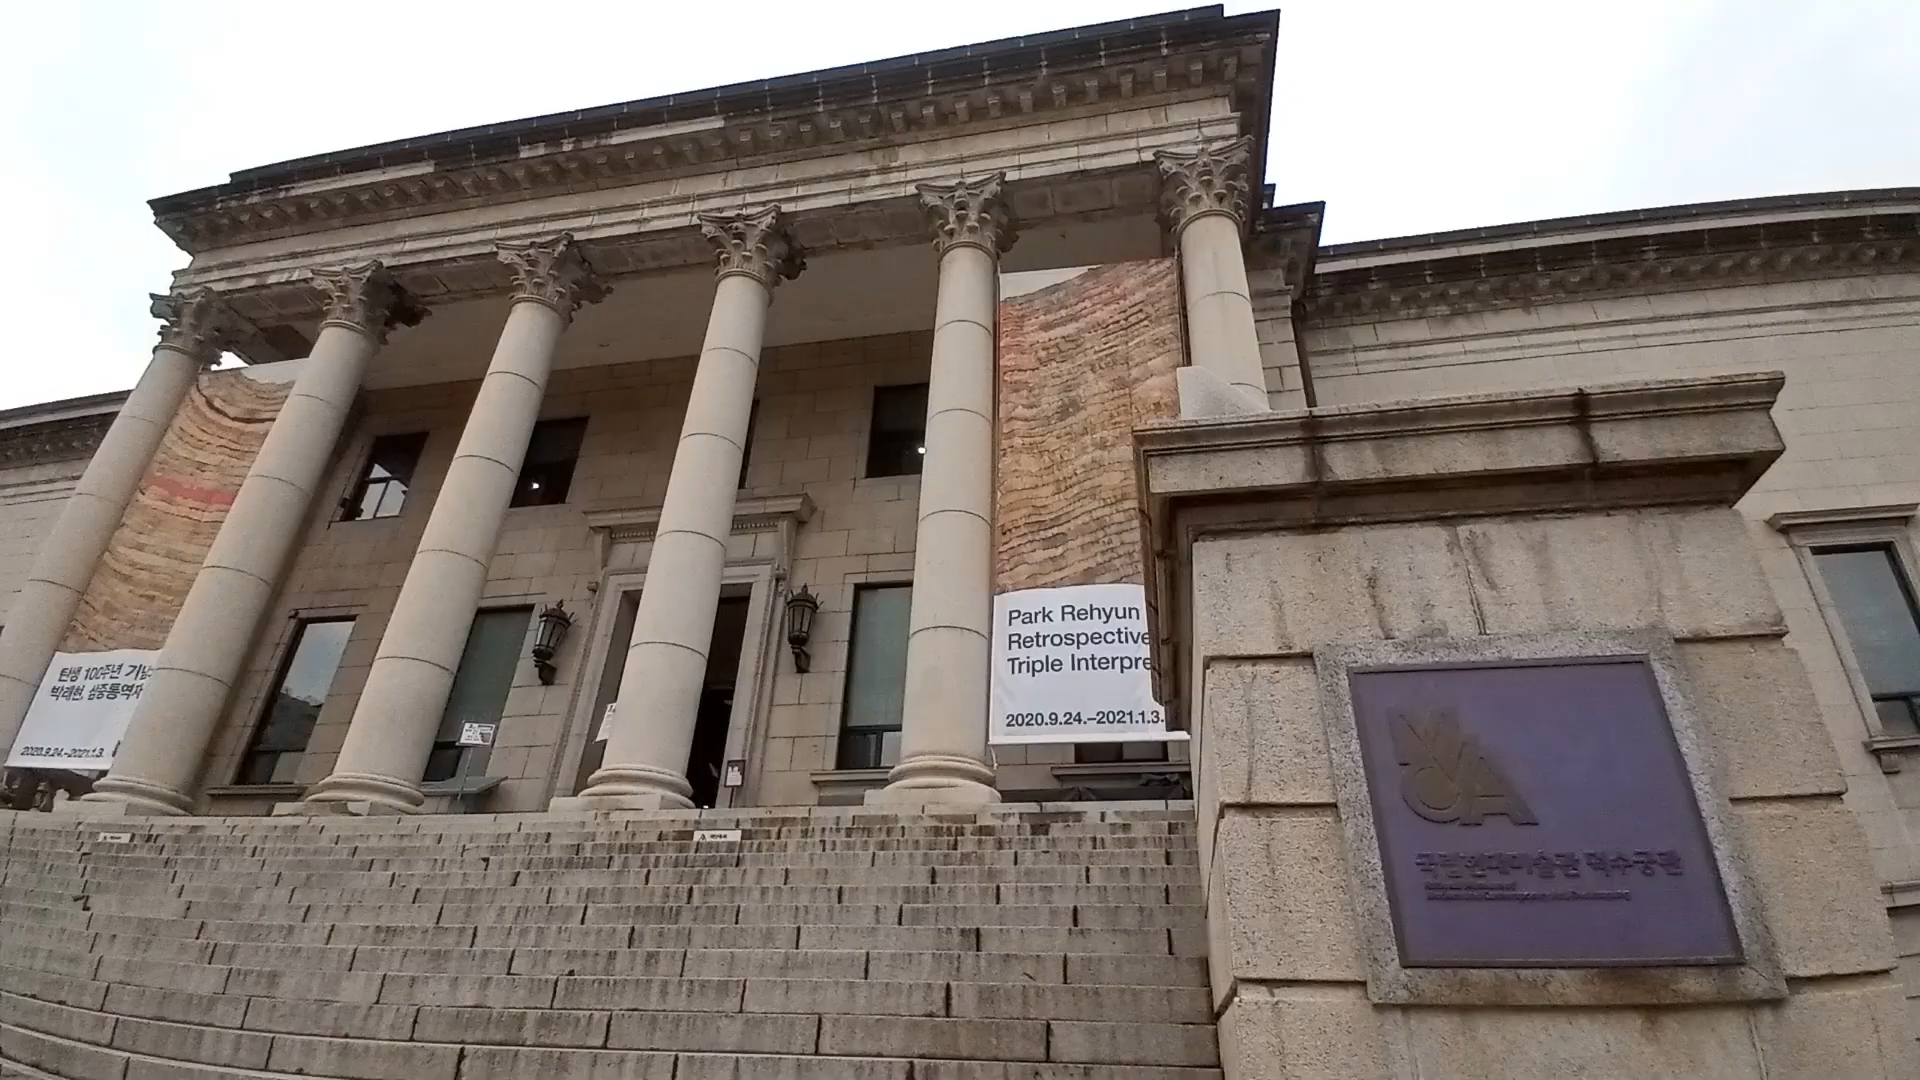 탄생 100주년 기념
박래현, 삼중통역자
2020.9.24.–2021.1.3.
Park Rehyun
Retrospective
Triple Interpre
2020.9.24.–2021.1.3.
국립현대미술관 덕수궁관